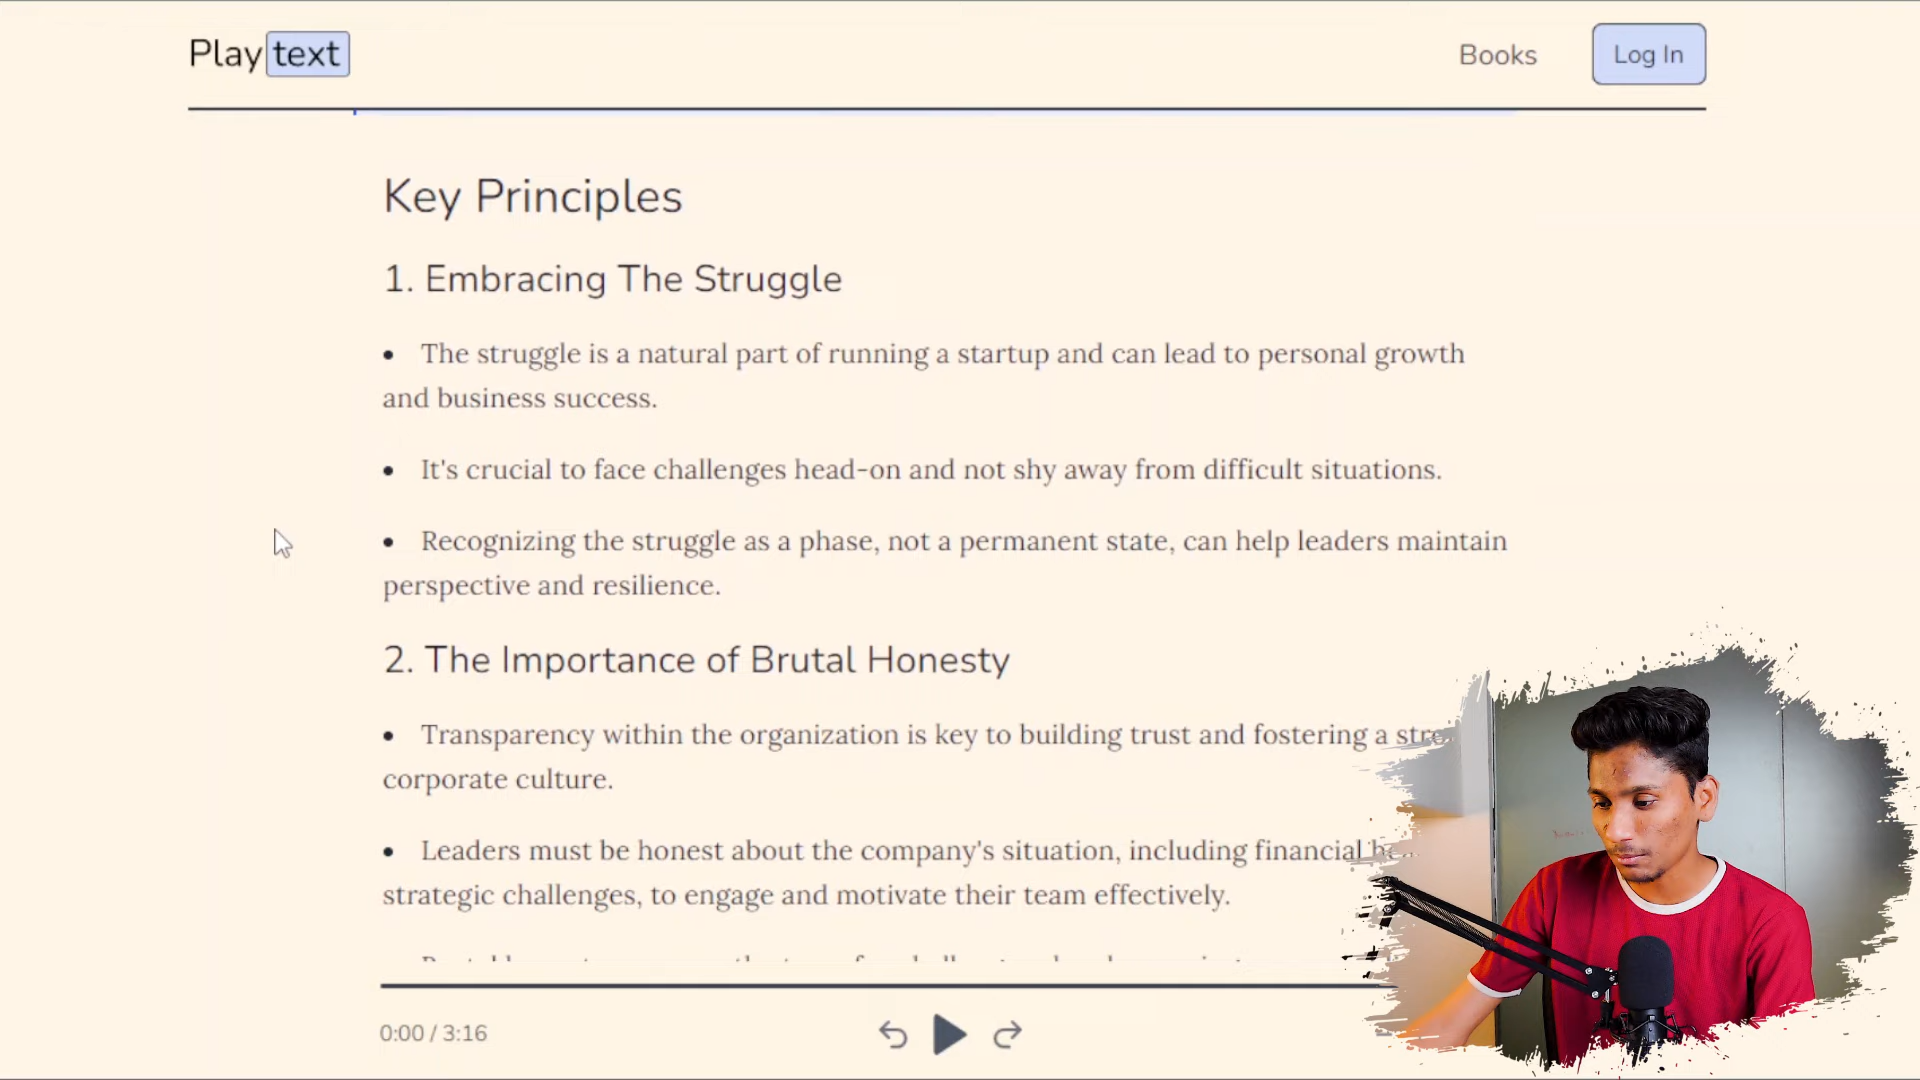 Play text
Books
Log In
Key Principles
1. Embracing The Struggle
• The struggle is a natural part of running a startup and can lead to personal growth
and business success.
• It's crucial to face challenges head-on and not shy away from difficult situations.
• Recognizing the struggle as a phase, not a permanent state, can help leaders maintain
perspective and resilience.
2. The Importance of Brutal Honesty
• Transparency within the organization is key to building trust and fostering a
corporate culture.
• Leaders must be honest about the company's situation, including financial
strategic challenges, to engage and motivate their team effectively.
0:00 / 3:16